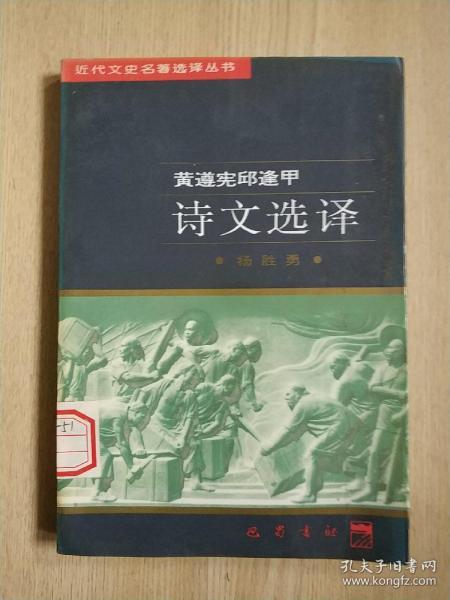 近代文史名著选译丛书
黄遵宪邱逢甲
诗文选译
• 杨胜勇 •
-51
巴蜀书社
孔夫子旧书网
www.kongfz.com